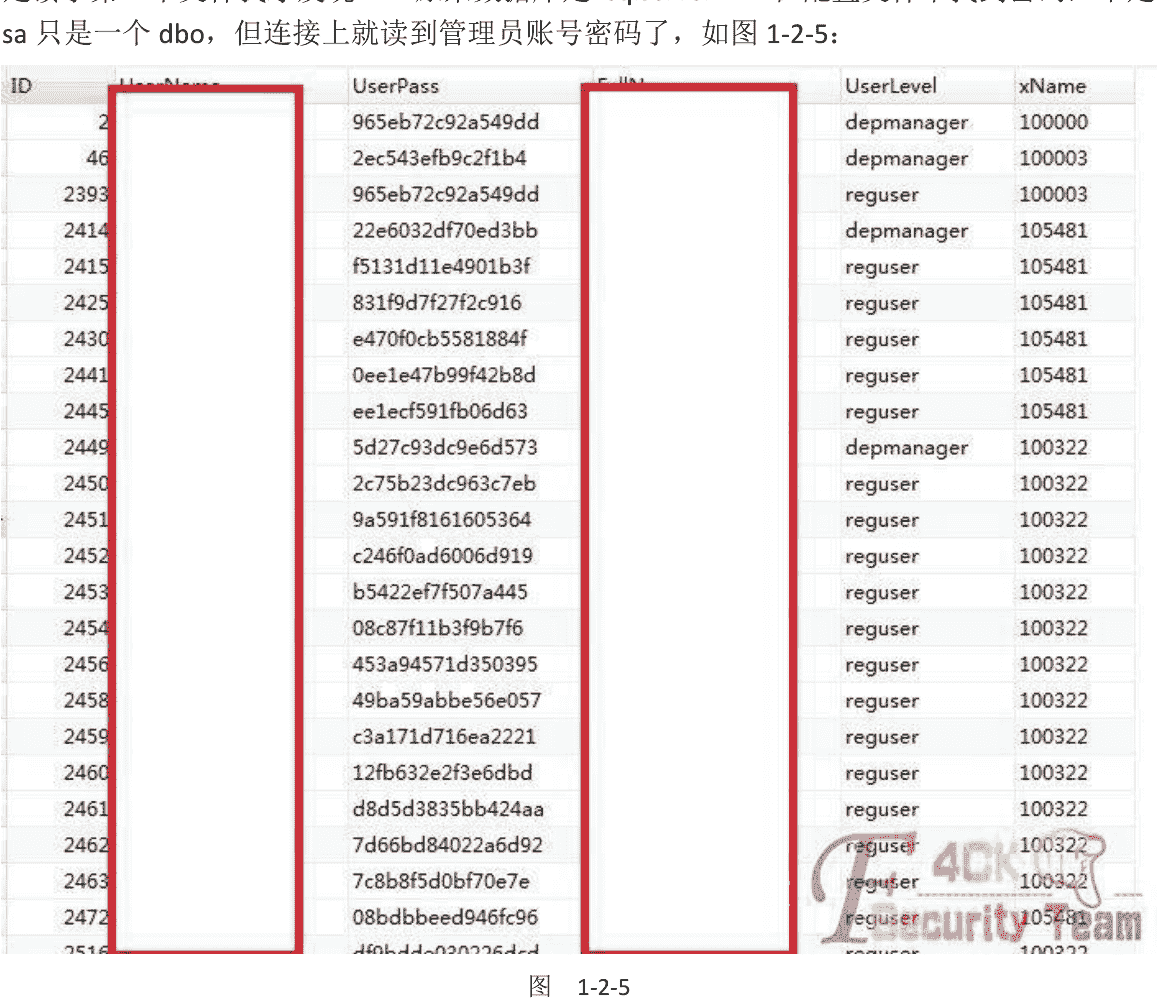 sa 只是一个 dbo，但连接上就读到管理员账号密码了，如图 1-2-5：
ID UserName UserPass FullN UserLevel xName
2 965eb72c92a549dd depmanager 100000
46 2ec543efb9c2f1b4 depmanager 100003
2393 965eb72c92a549dd reguser 100003
2414 22e6032df70ed3bb depmanager 105481
2415 f5131d11e4901b3f reguser 105481
2425 831f9d7f27f2c916 reguser 105481
2430 e470f0cb5581884f reguser 105481
2441 0ee1e47b99f42b8d reguser 105481
2445 ee1ecf591fb06d63 reguser 105481
2449 5d27c93dc9e6d573 depmanager 100322
2450 2c75b23dc963c7eb reguser 100322
2451 9a591f8161605364 reguser 100322
2452 c246f0ad6006d919 reguser 100322
2453 b5422ef7f507a445 reguser 100322
2454 08c87f11b3f9b7f6 reguser 100322
2456 453a94571d350395 reguser 100322
2458 49ba59abbe56e057 reguser 100322
2459 c3a171d716ea2221 reguser 100322
2460 12fb632e2f3e6dbd reguser 100322
2461 d8d5d3835bb424aa reguser 100322
2462 7d66bd84022a6d92 reguser 100322
2463 7c8b8f5d0bf70e7e reguser 100322
2472 08bdbbeed946fc96 reguser 105481
2516 reguser 100322
F4CK
Security Team
图 1-2-5